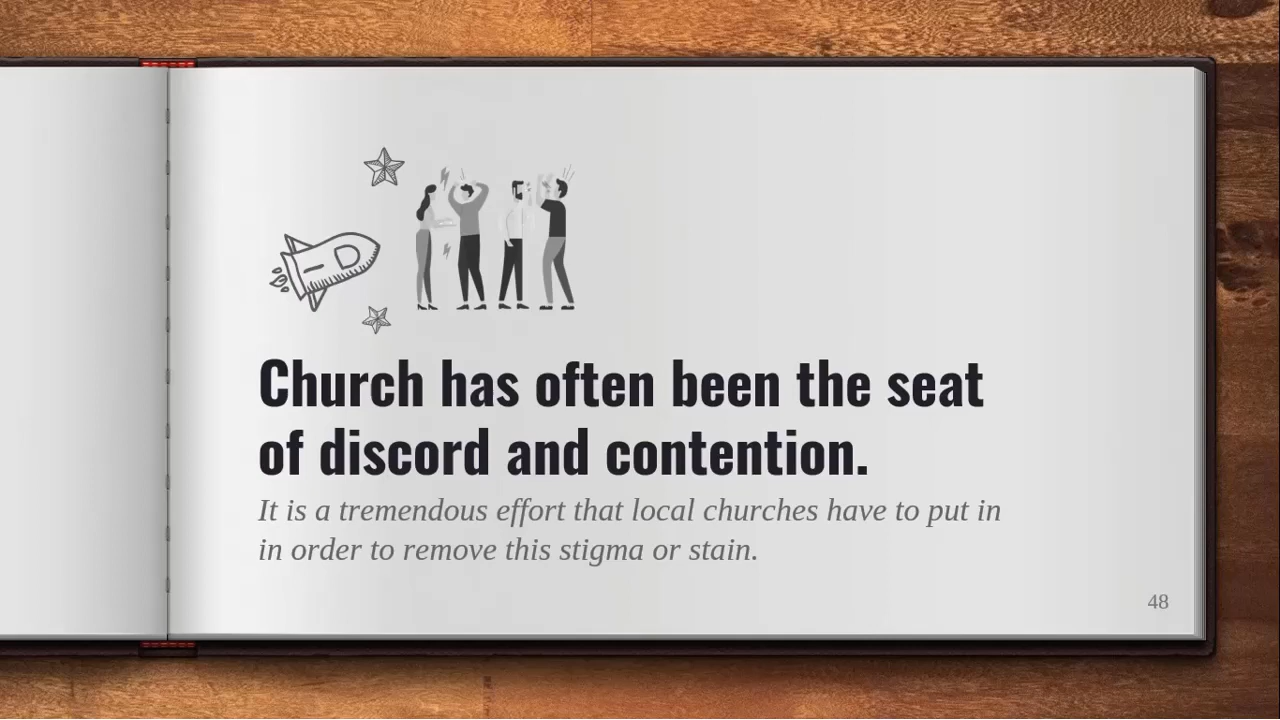 Church has often been the seat
of discord and contention.
It is a tremendous effort that local churches have to put in
in order to remove this stigma or stain.
48